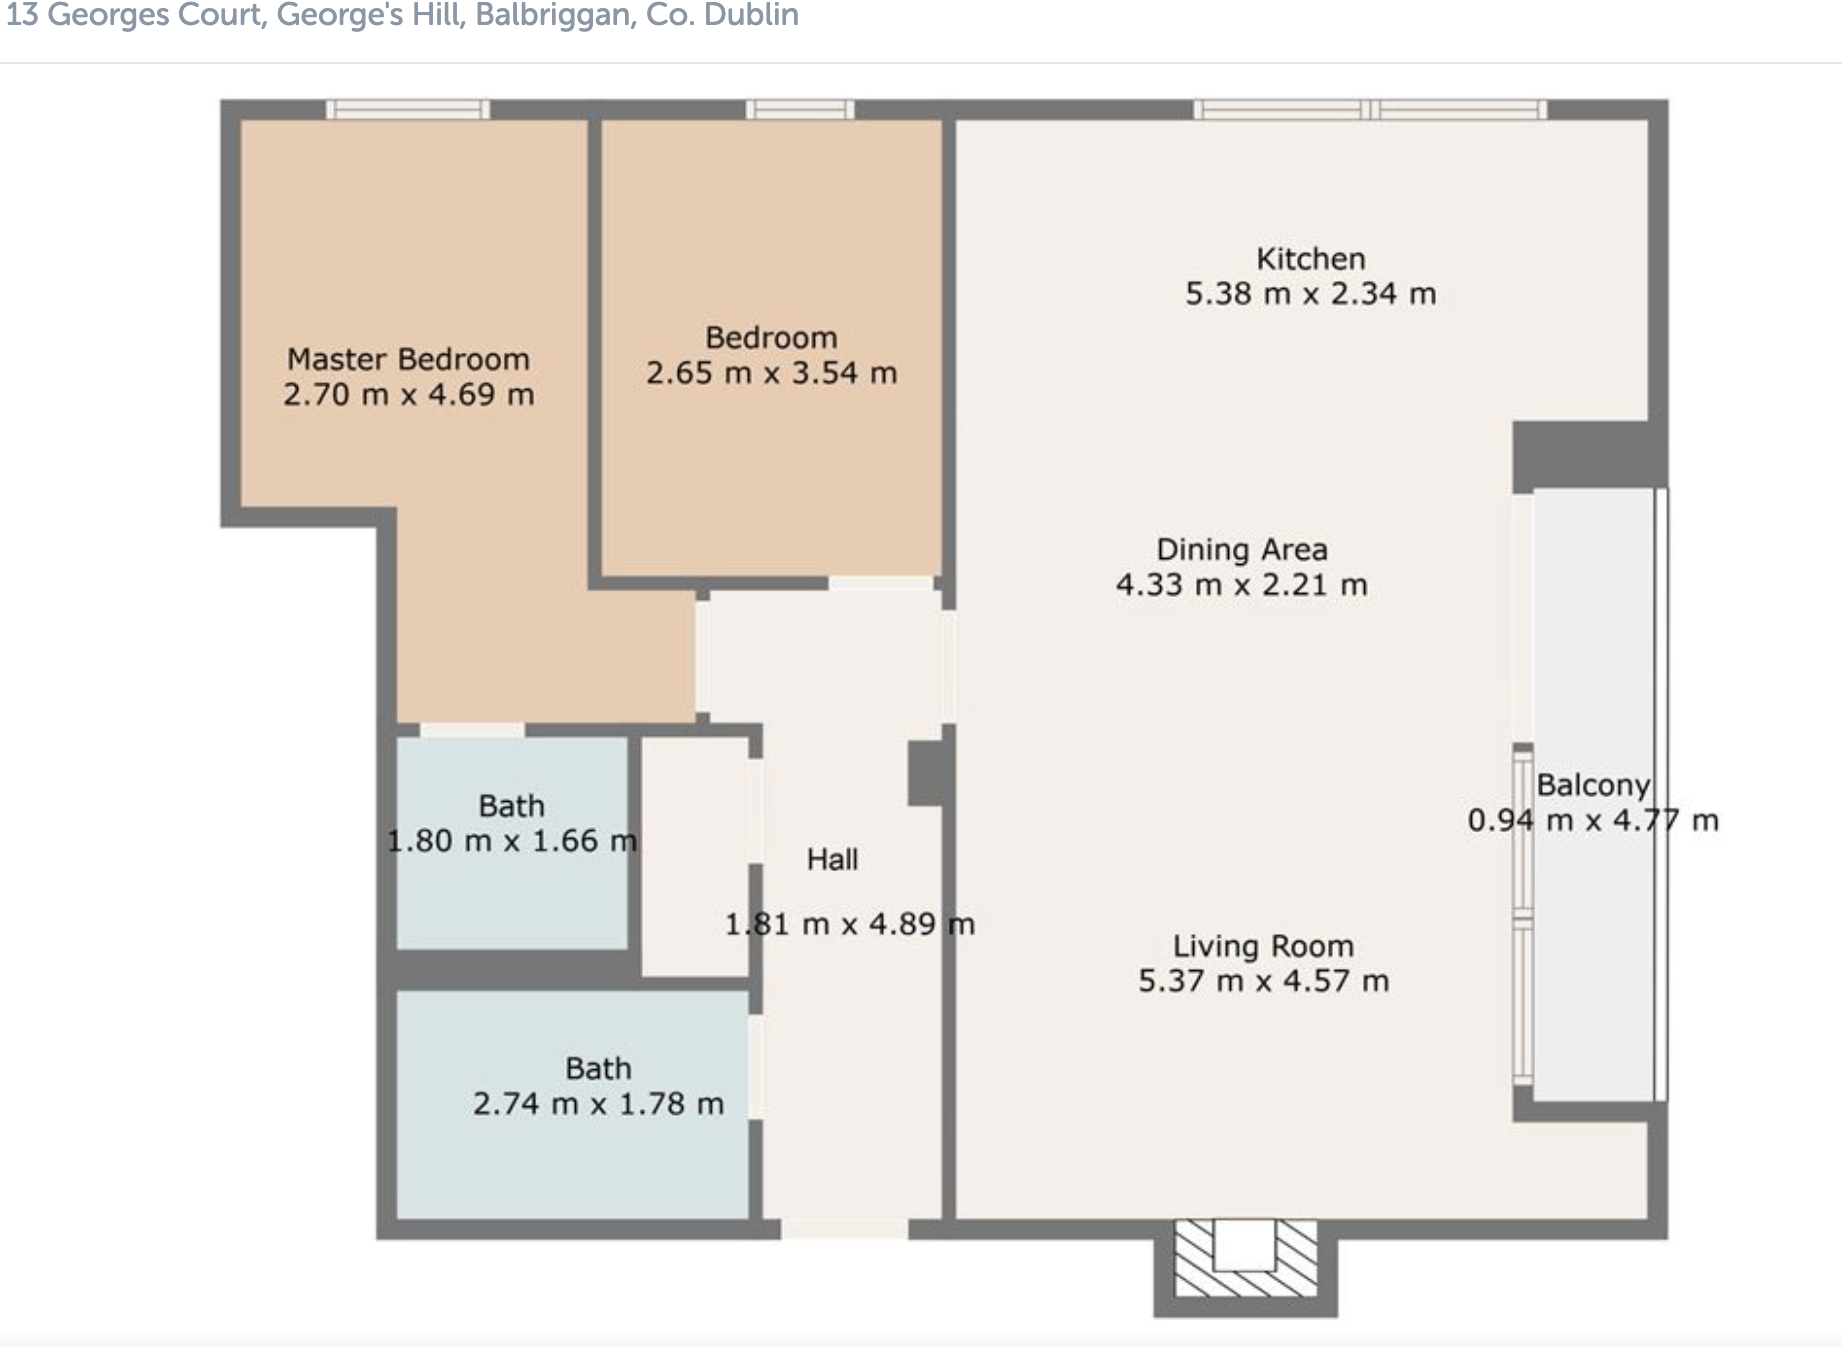 13 Georges Court, George's Hill, Balbriggan, Co. Dublin
Kitchen
5.38 m x 2.34 m
Master Bedroom
2.70 m x 4.69 m
Bedroom
2.65 m x 3.54 m
Dining Area
4.33 m x 2.21 m
Bath
1.80 m x 1.66 m
Hall
1.81 m x 4.89 m
Balcony
0.94 m x 4.77 m
Living Room
5.37 m x 4.57 m
Bath
2.74 m x 1.78 m